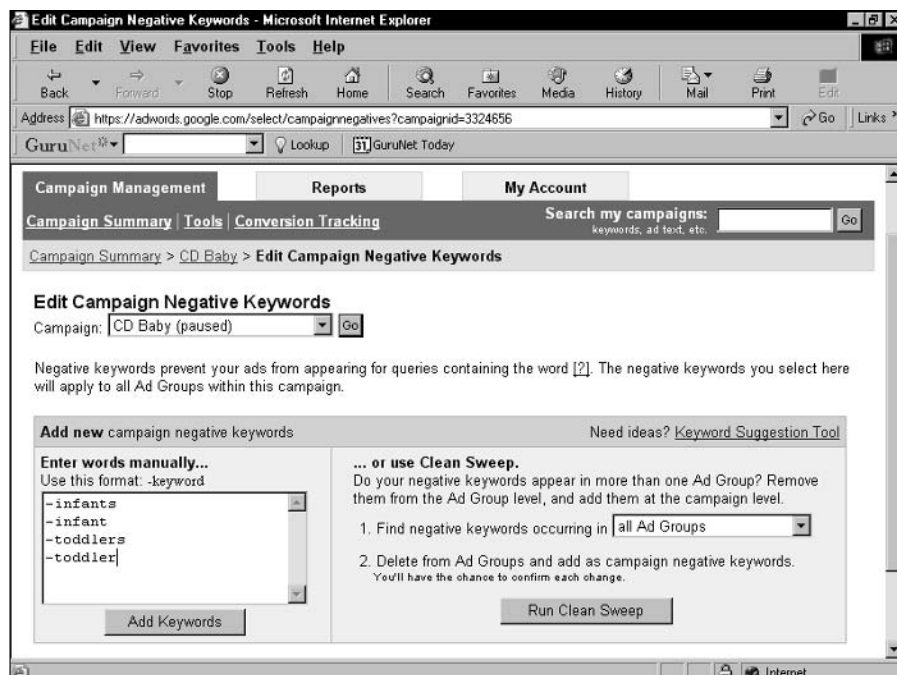 Edit Campaign Negative Keywords - Microsoft Internet Explorer
File Edit View Favorites Tools Help
Back Forward Stop Refresh Home Search Favorites Media History Mail Print Edit
Address https://adwords.google.com/select/campaignnegatives?campaignid=3324656 Go Links »
GuruNet Lookup 31 GuruNet Today
Campaign Management Reports My Account
Campaign Summary | Tools | Conversion Tracking Search my campaigns: Go
keywords, ad text, etc.
Campaign Summary > CD Baby > Edit Campaign Negative Keywords
Edit Campaign Negative Keywords
Campaign: CD Baby (paused) Go
Negative keywords prevent your ads from appearing for queries containing the word [?]. The negative keywords you select here
will apply to all Ad Groups within this campaign.
Add new campaign negative keywords Need ideas? Keyword Suggestion Tool
Enter words manually...
Use this format: -keyword
-infants
-infant
-toddlers
-toddler
Add Keywords
... or use Clean Sweep.
Do your negative keywords appear in more than one Ad Group? Remove
them from the Ad Group level, and add them at the campaign level.
1. Find negative keywords occurring in all Ad Groups
2. Delete from Ad Groups and add as campaign negative keywords.
You'll have the chance to confirm each change.
Run Clean Sweep
Internet